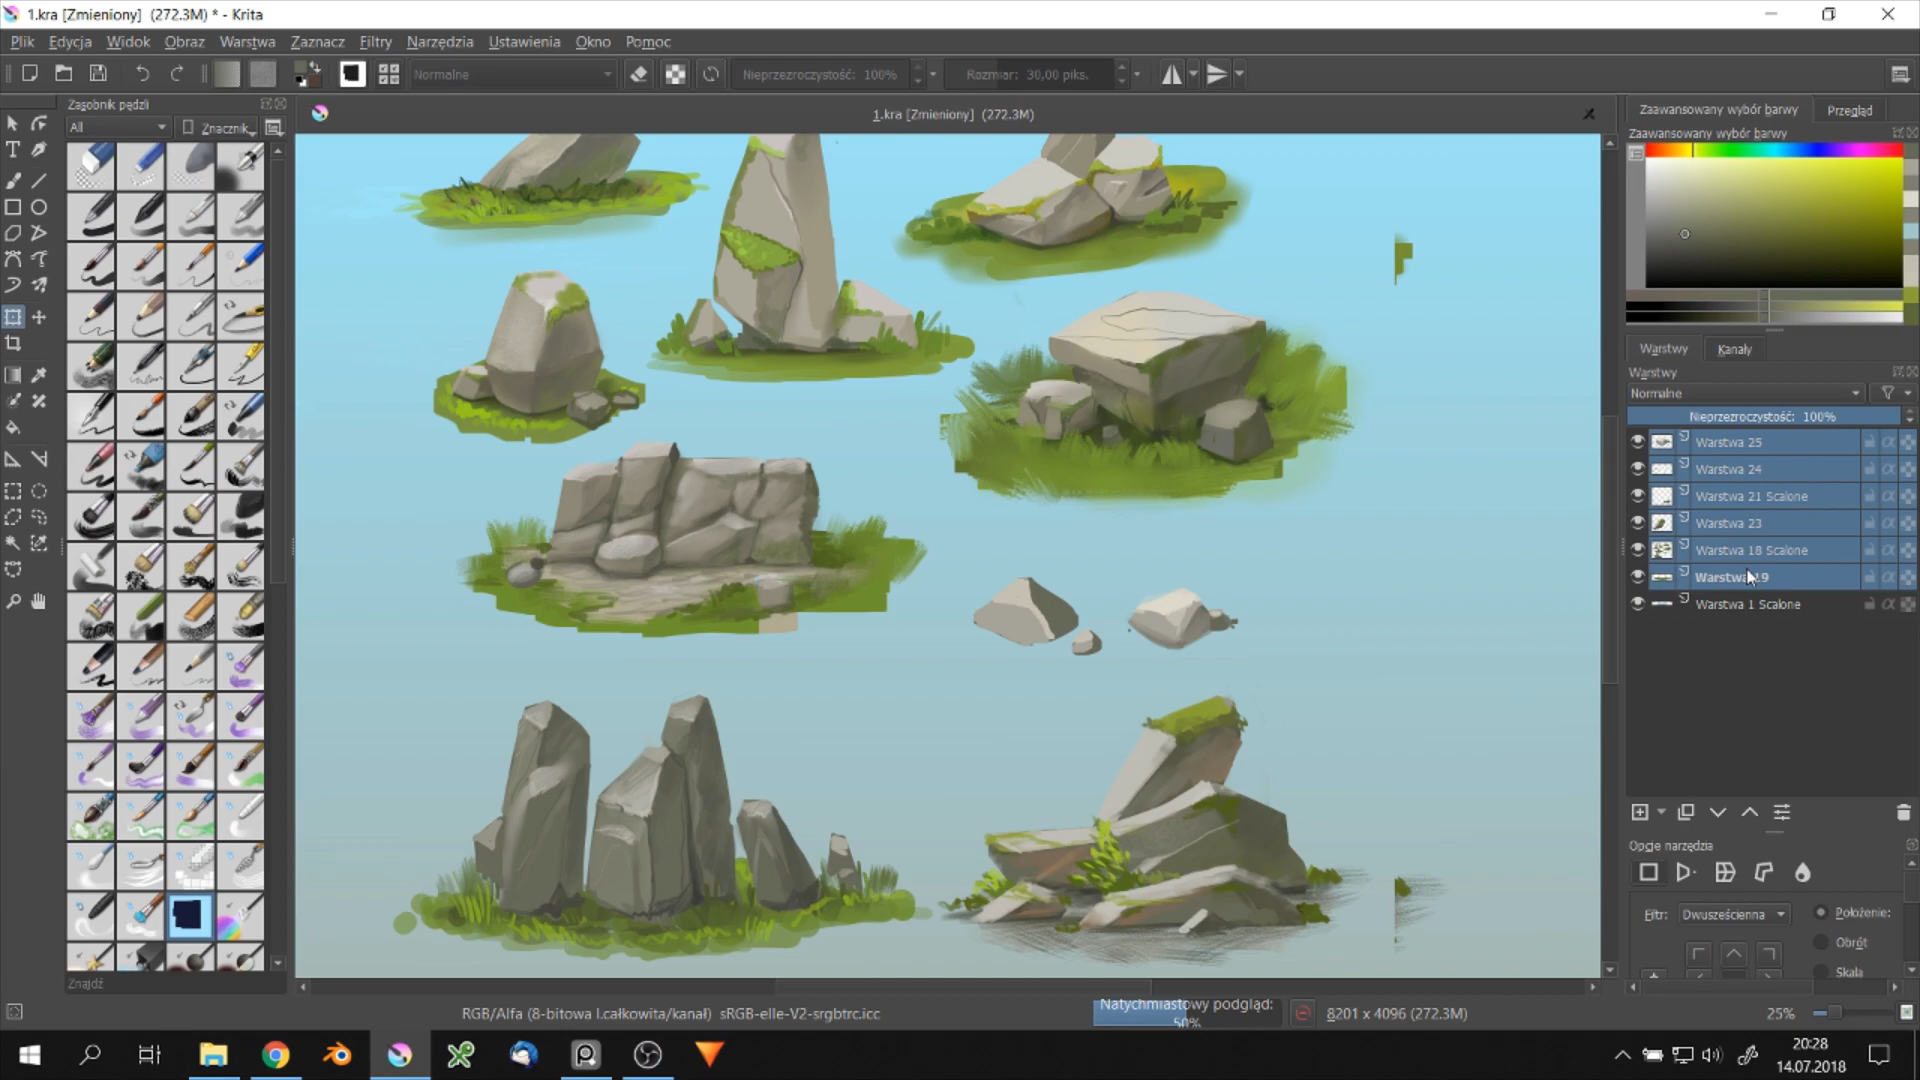 1.kra [Zmieniony] (272.3M) * - Krita
Plik Edycja Widok Obraz Warstwa Zaznacz Filtry Narzędzia Ustawienia Okno Pomoc
Normalne Nieprzezroczystość: 100% Rozmiar: 30,00 piks.
Zasobnik pędzli
All Znacznik
1.kra [Zmieniony] (272.3M)
Zaawansowany wybór barwy Przegląd
Zaawansowany wybór barwy
Warstwy Kanały
Warstwy
Normalne
Nieprzezroczystość: 100%
Warstwa 25
Warstwa 24
Warstwa 21 Scalone
Warstwa 23
Warstwa 18 Scalone
Warstwa 19
Warstwa 1 Scalone
Opcje narzędzia
Filtr: Dwusześcienna Położenie:
Obrót
Skala
Znajdź
RGB/Alfa (8-bitowa l.całkowita/kanał) sRGB-elle-V2-srgbtrc.icc
Natychmiastowy podgląd:
50%
8201 x 4096 (272.3M)
25%
20:28
14.07.2018